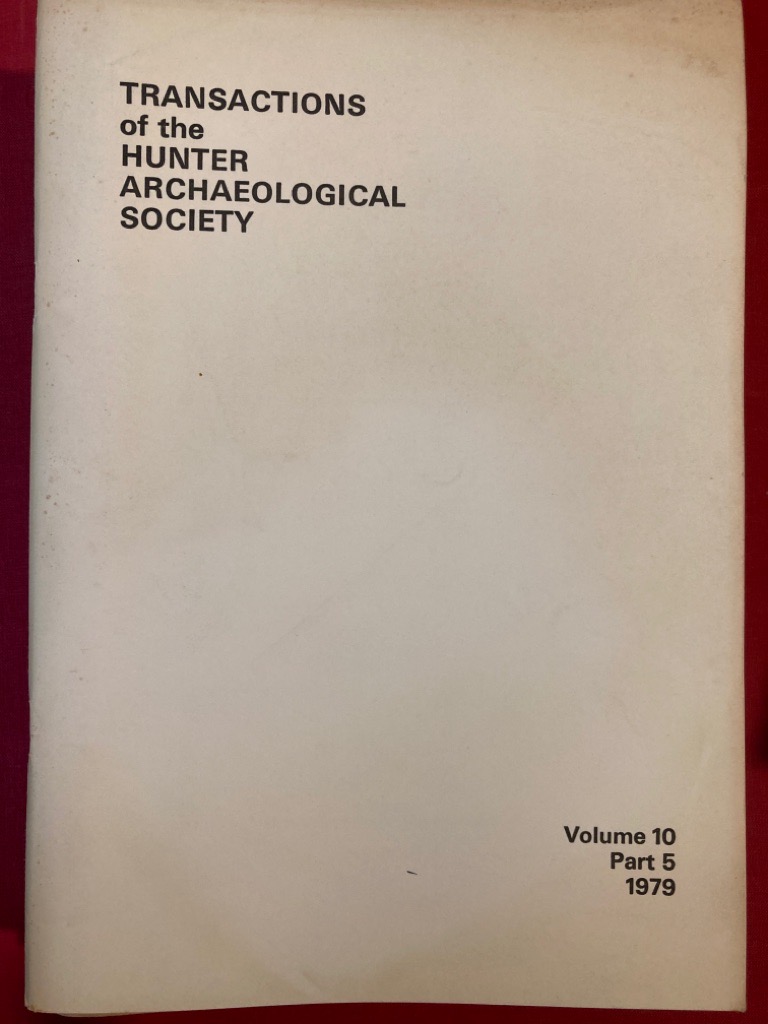 TRANSACTIONS
of the
HUNTER
ARCHAEOLOGICAL
SOCIETY
Volume 10
Part 5
1979